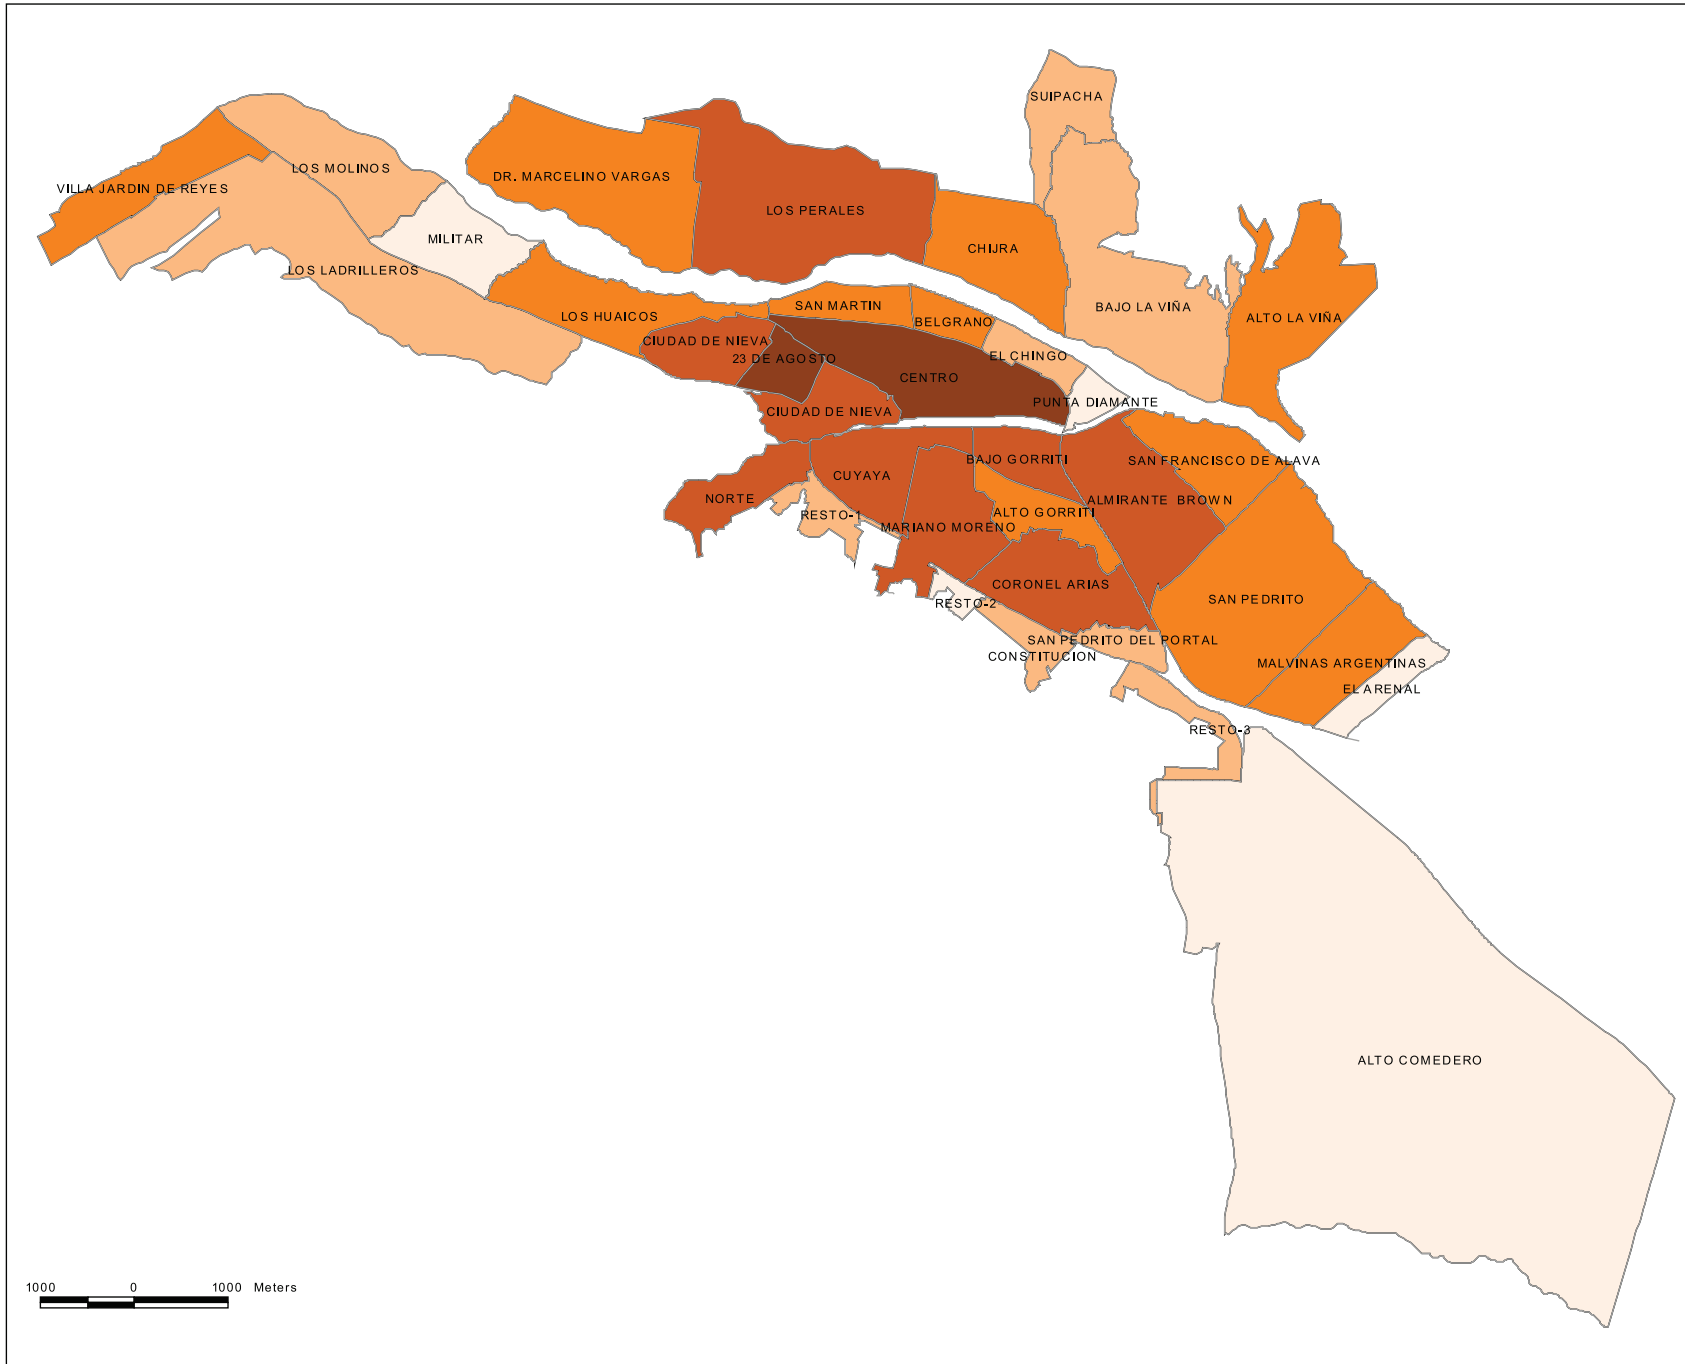 SUIPACHA
LOS MOLINOS
DR. MARCELINO VARGAS
VILLA JARDIN DE REYES
LOS PERALES
MILITAR
CHIJRA
LOS LADRILLEROS
BAJO LA VIÑA
SAN MARTIN
LOS HUAICOS
BELGRANO
ALTO LA VIÑA
CIUDAD DE NIEVA
23 DE AGOSTO
EL CHINGO
CENTRO
PUNTA DIAMANTE
CIUDAD DE NIEVA
BAJO GORRITI
SAN FRANCISCO DE ALAVA
CUYAYA
NORTE
ALMIRANTE BROWN
RESTO-1
ALTO GORRITI
MARIANO MORENO
CORONEL ARIAS
RESTO-2
SAN PEDRITO
SAN PEDRITO DEL PORTAL
CONSTITUCION
MALVINAS ARGENTINAS
EL ARENAL
RESTO-3
ALTO COMEDERO
1000 0 1000 Meters